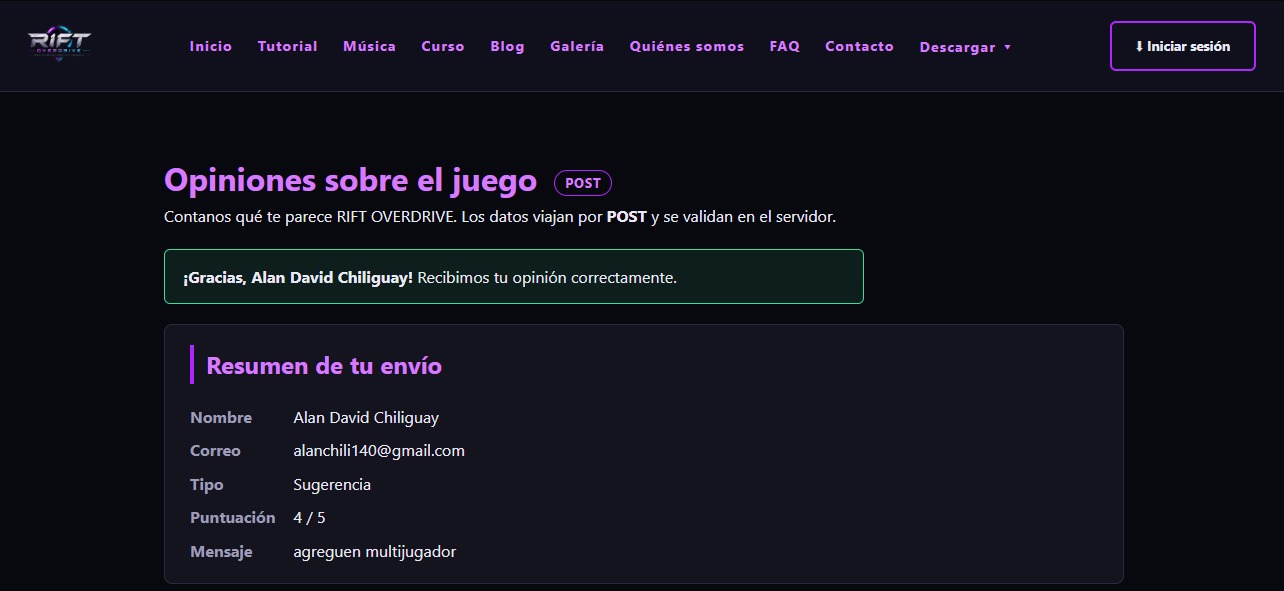 RIFT
OVERDRIVE
Inicio Tutorial Música Curso Blog Galería Quiénes somos FAQ Contacto Descargar ▾ ⬇ Iniciar sesión
Opiniones sobre el juego POST
Contanos qué te parece RIFT OVERDRIVE. Los datos viajan por POST y se validan en el servidor.
¡Gracias, Alan David Chiliguay! Recibimos tu opinión correctamente.
Resumen de tu envío
Nombre Alan David Chiliguay
Correo alanchili140@gmail.com
Tipo Sugerencia
Puntuación 4 / 5
Mensaje agreguen multijugador